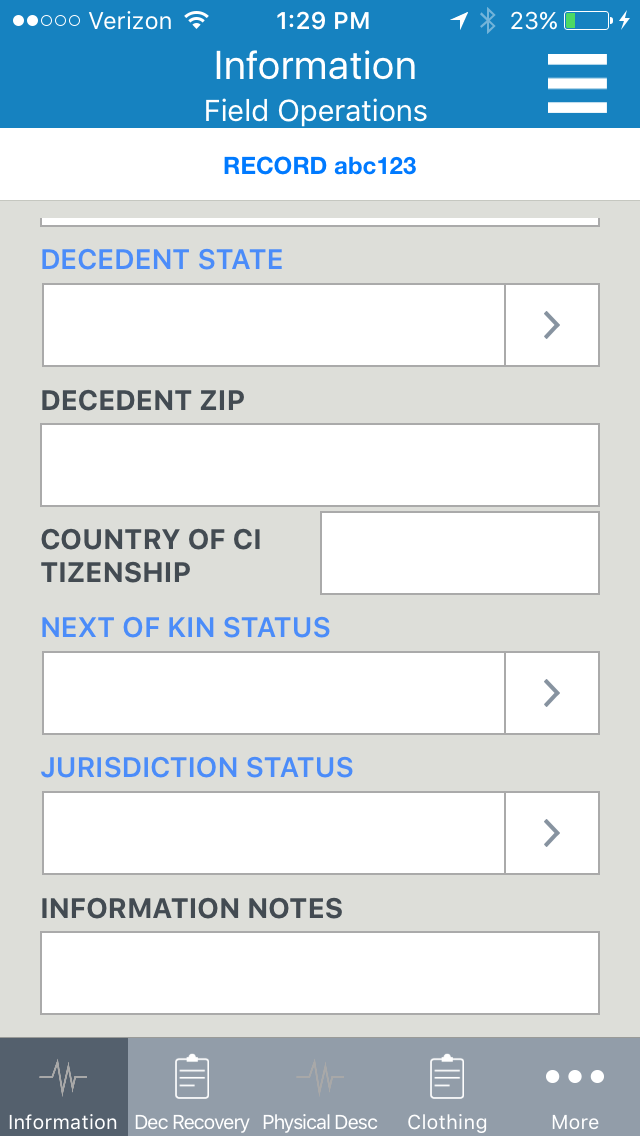 Verizon 1:29 PM 23%
Information
Field Operations
RECORD abc123
DECEDENT STATE
DECEDENT ZIP
COUNTRY OF CI
TIZENSHIP
NEXT OF KIN STATUS
JURISDICTION STATUS
INFORMATION NOTES
Information Dec Recovery Physical Desc Clothing More